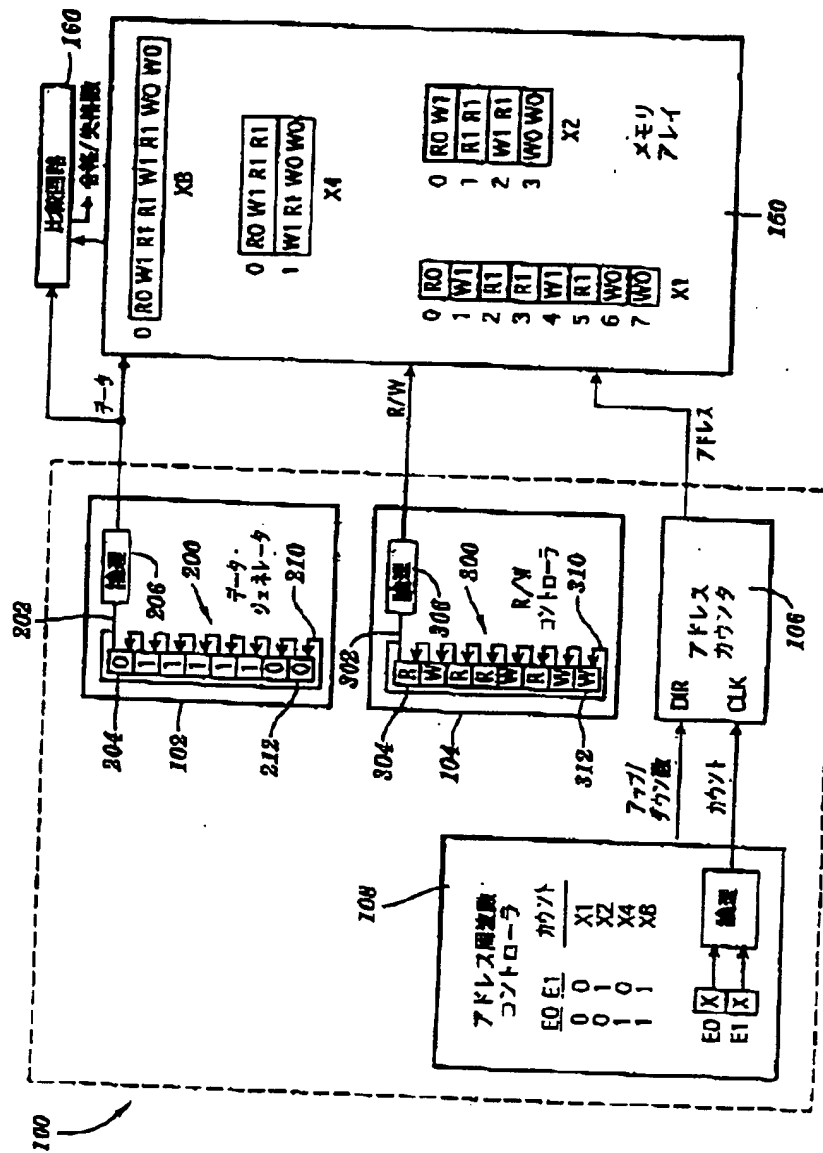 100
108
アドレス周波数
コントローラ
E0 E1 カウント
0 0 X1
0 1 X2
1 0 X4
1 1 X8
E0 X
E1 X
論理
アップ/
ダウン数
カウント
DIR
CLK
アドレス
カウンタ
106
アドレス
202
204
0
1
1
1
1
1
0
0
論理
206
200
データ・
ジェネレータ
210
212
102
データ
302
304
R
W
R
R
W
R
W
W
論理
306
300
R/W
コントローラ
310
312
104
R/W
比較回路
160
合格/失格数
0 R0 W1 R1 R1 W1 R1 W0 W0
X8
0 R0 W1 R1 R1
1 W1 R1 W0 W0
X4
0 R0 W1
1 R1 R1
2 W1 R1
3 W0 W0
X2
0 R0
1 W1
2 R1
3 R1
4 W1
5 R1
6 W0
7 W0
X1
メモリ
アレイ
160